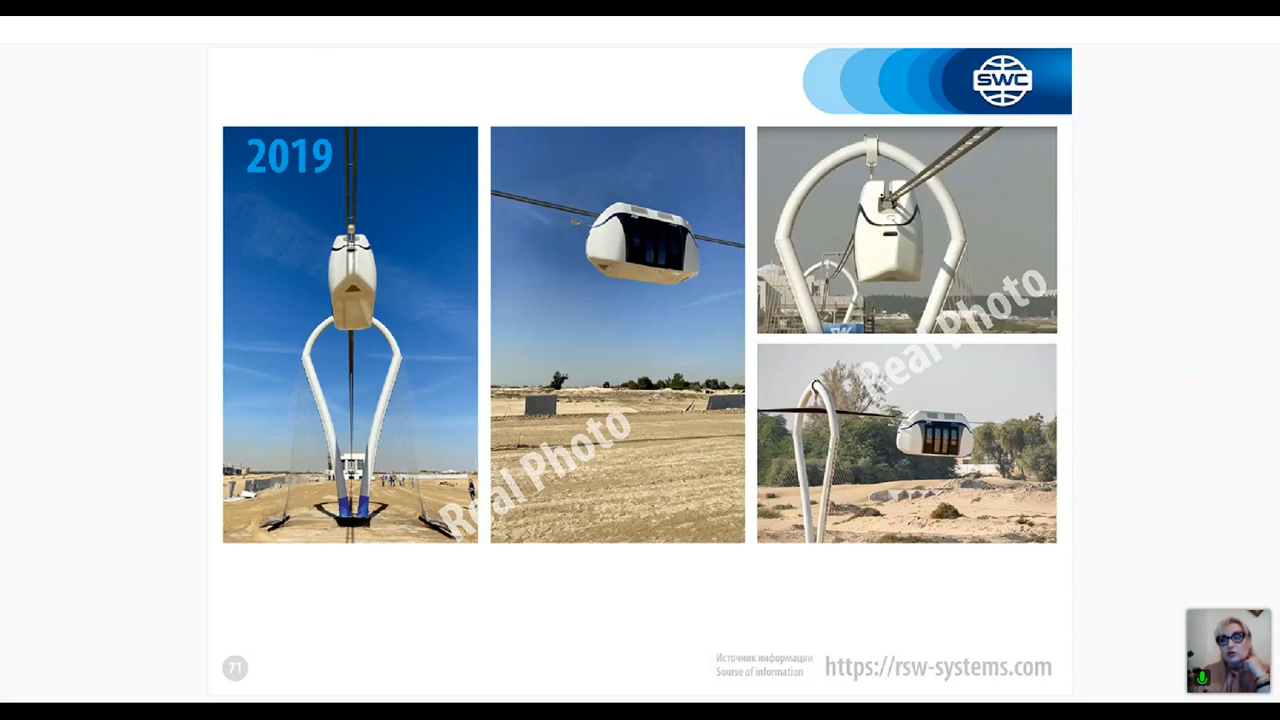 SWC
2019
Real Photo
Real Photo
71
Источник информации
Sourse of information
https://rsw-systems.com